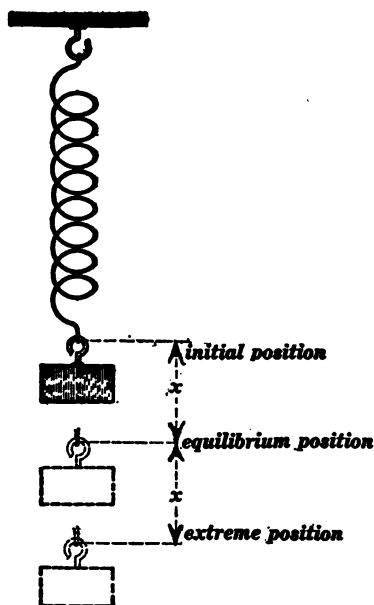 initial position
x
equilibrium position
x
extreme position